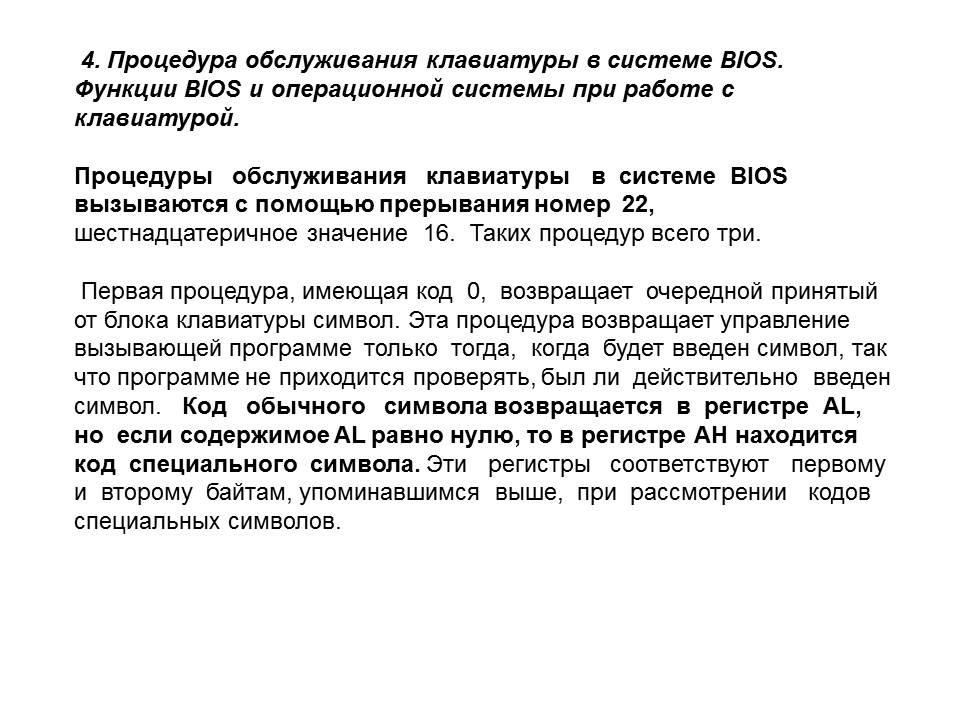 4. Процедура обслуживания клавиатуры в системе BIOS.
Функции BIOS и операционной системы при работе с
клавиатурой.
Процедуры обслуживания клавиатуры в системе BIOS
вызываются с помощью прерывания номер 22,
шестнадцатеричное значение 16. Таких процедур всего три.
Первая процедура, имеющая код 0, возвращает очередной принятый
от блока клавиатуры символ. Эта процедура возвращает управление
вызывающей программе только тогда, когда будет введен символ, так
что программе не приходится проверять, был ли действительно введен
символ. Код обычного символа возвращается в регистре AL,
но если содержимое AL равно нулю, то в регистре AH находится
код специального символа. Эти регистры соответствуют первому
и второму байтам, упоминавшимся выше, при рассмотрении кодов
специальных символов.